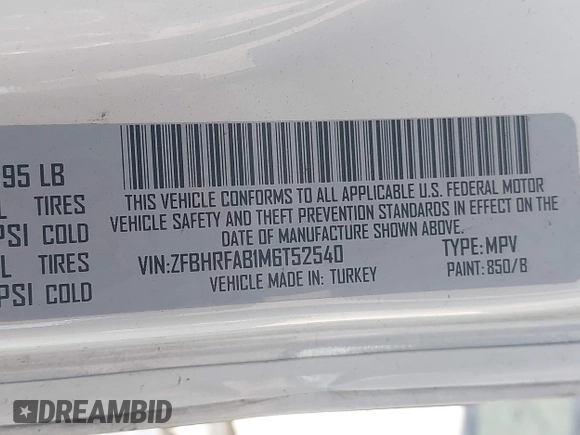 95 LB
THIS VEHICLE CONFORMS TO ALL APPLICABLE U.S. FEDERAL MOTOR
L TIRES
VEHICLE SAFETY AND THEFT PREVENTION STANDARDS IN EFFECT ON THE
PSI COLD
DATE OF MANUFACTURE SHOWN ABOVE.
L TIRES
VIN:ZFBHRFAB1M6T52540
TYPE:MPV
PSI COLD
VEHICLE MADE IN: TURKEY
PAINT: 850/B
DREAMBID